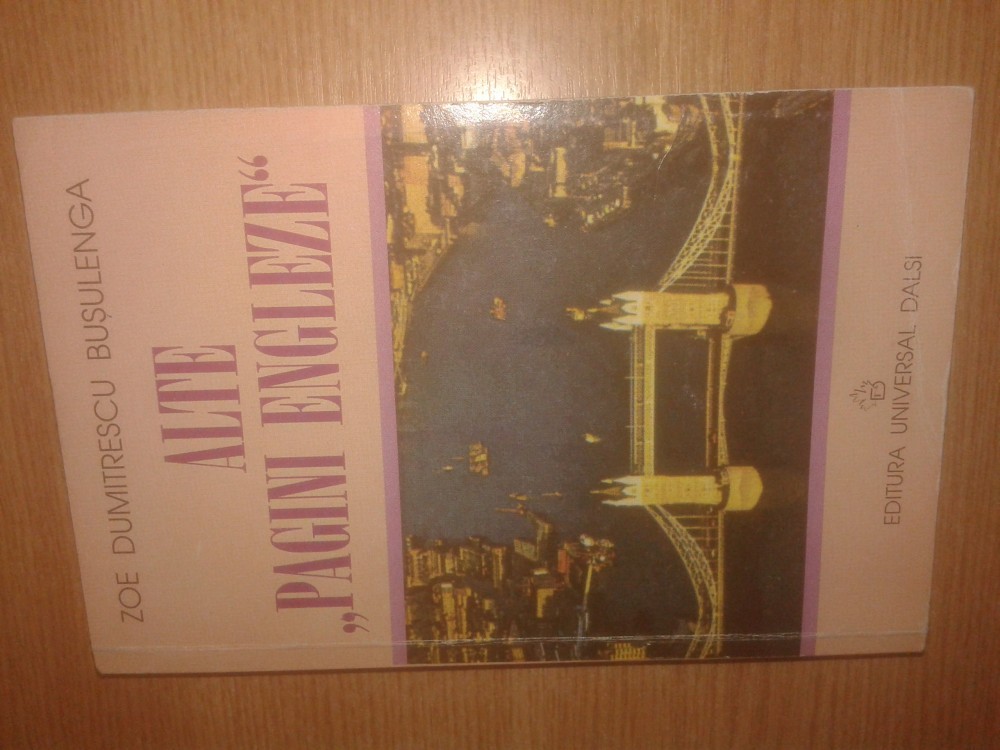 ZOE DUMITRESCU BUȘULENGA
ALTE
„PAGINI ENGLEZE“
EDITURA UNIVERSAL DALSI